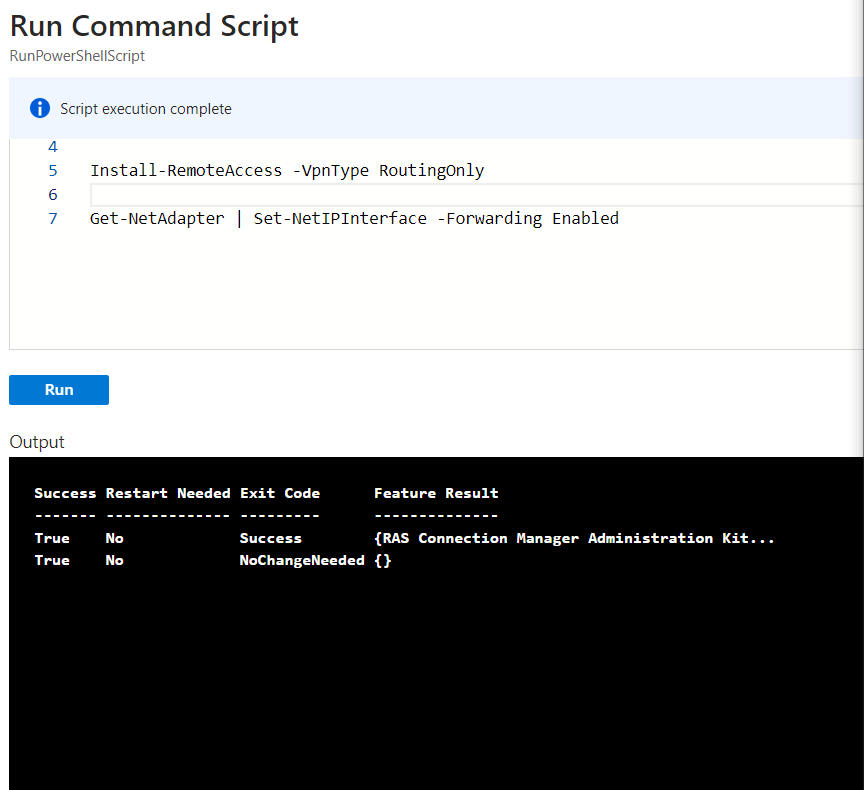 Run Command Script
RunPowerShellScript
Script execution complete
4
5 Install-RemoteAccess -VpnType RoutingOnly
6
7 Get-NetAdapter | Set-NetIPInterface -Forwarding Enabled
Run
Output
Success Restart Needed Exit Code      Feature Result
------- -------------- ---------      --------------
True    No             Success        {RAS Connection Manager Administration Kit...
True    No             NoChangeNeeded {}